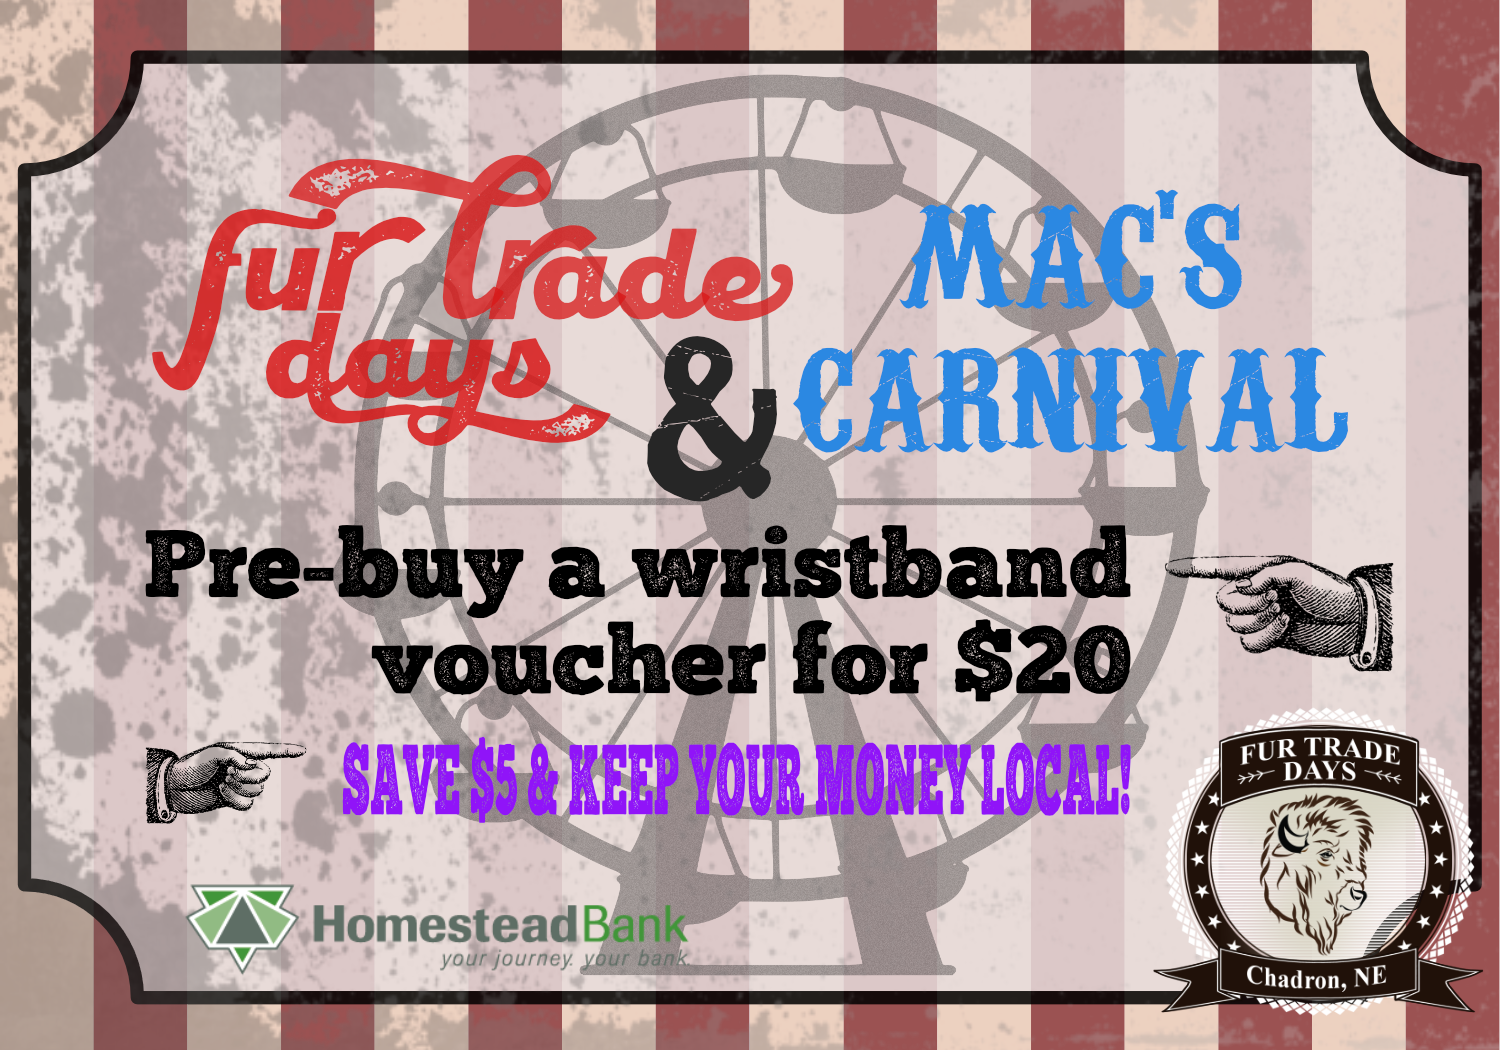 fur trade
days
&
MAC'S
CARNIVAL
Pre-buy a wristband
voucher for $20
SAVE $5 & KEEP YOUR MONEY LOCAL!
HomesteadBank
your journey. your bank.
FUR TRADE
DAYS
Chadron, NE